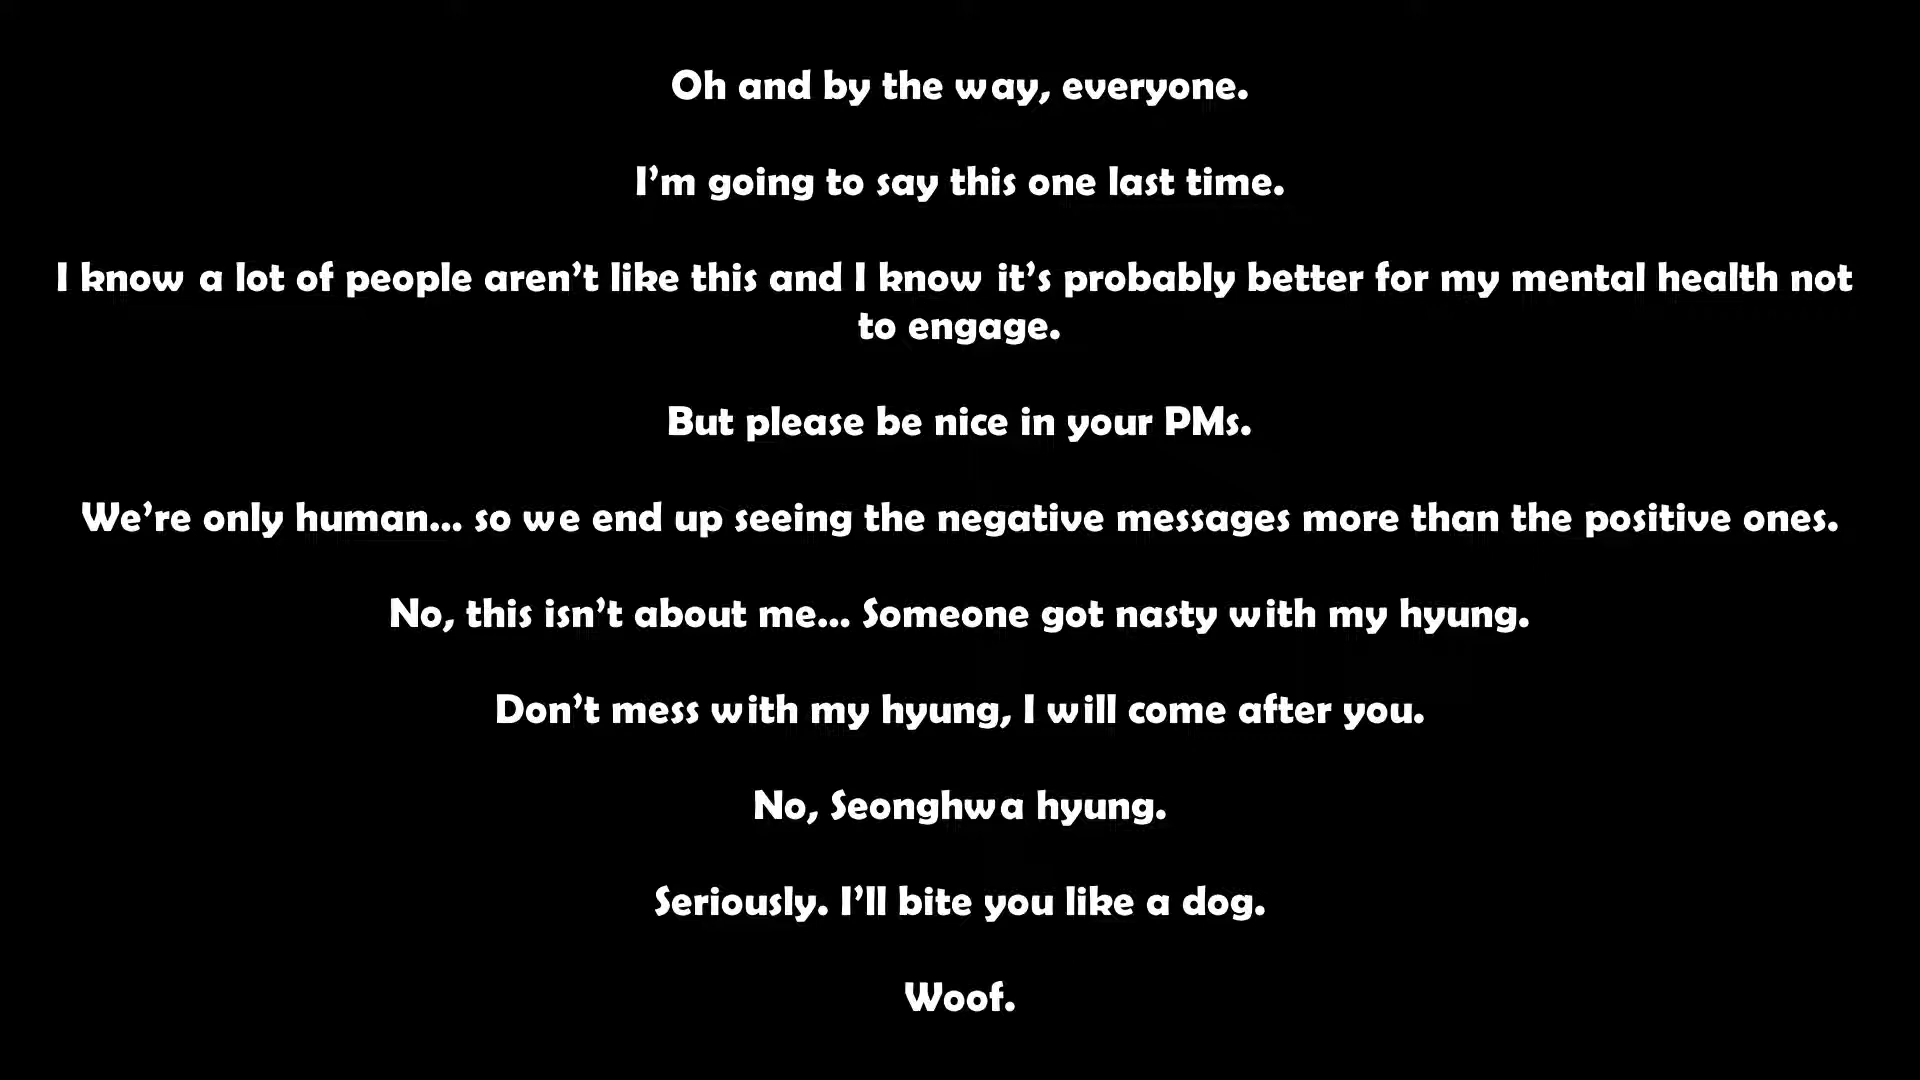 Oh and by the way, everyone.
I'm going to say this one last time.
I know a lot of people aren't like this and I know it's probably better for my mental health not
to engage.
But please be nice in your PMs.
We're only human... so we end up seeing the negative messages more than the positive ones.
No, this isn't about me... Someone got nasty with my hyung.
Don't mess with my hyung, I will come after you.
No, Seonghwa hyung.
Seriously. I'll bite you like a dog.
Woof.